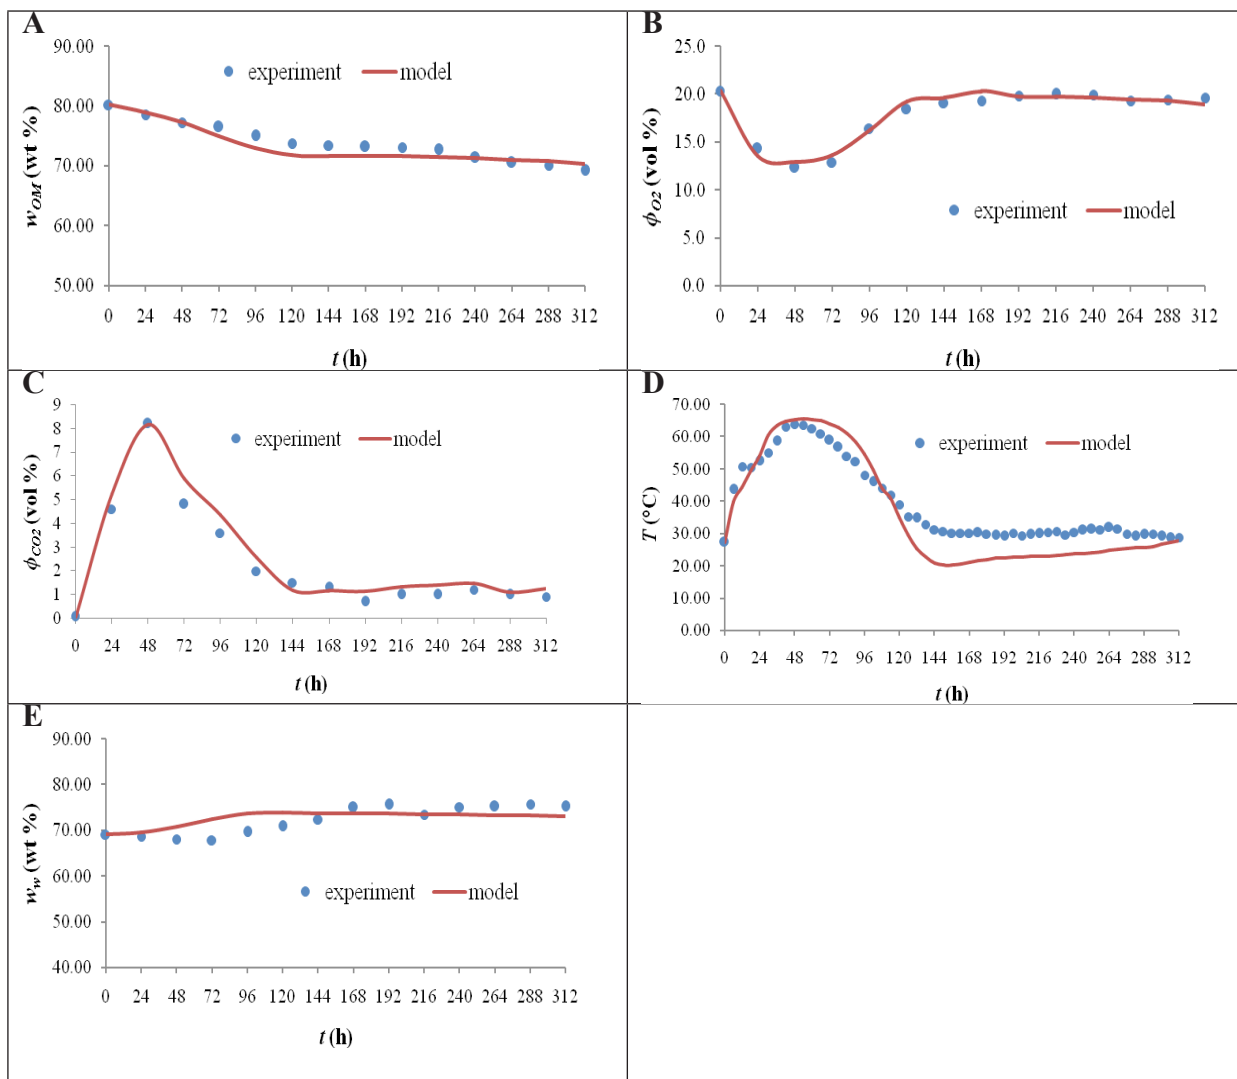 A
90.00
80.00
70.00
60.00
50.00
w_OM (wt %)
experiment model
0 24 48 72 96 120 144 168 192 216 240 264 288 312
t (h)
B
25.0
20.0
15.0
10.0
5.0
0.0
ϕ_O2 (vol %)
experiment model
0 24 48 72 96 120 144 168 192 216 240 264 288 312
t (h)
C
9
8
7
6
5
4
3
2
1
0
ϕ_CO2 (vol %)
experiment model
0 24 48 72 96 120 144 168 192 216 240 264 288 312
t (h)
D
70.00
60.00
50.00
40.00
30.00
20.00
10.00
0.00
T (°C)
experiment model
0 24 48 72 96 120 144 168 192 216 240 264 288 312
t (h)
E
90.00
80.00
70.00
60.00
50.00
40.00
w_w (wt %)
experiment model
0 24 48 72 96 120 144 168 192 216 240 264 288 312
t (h)